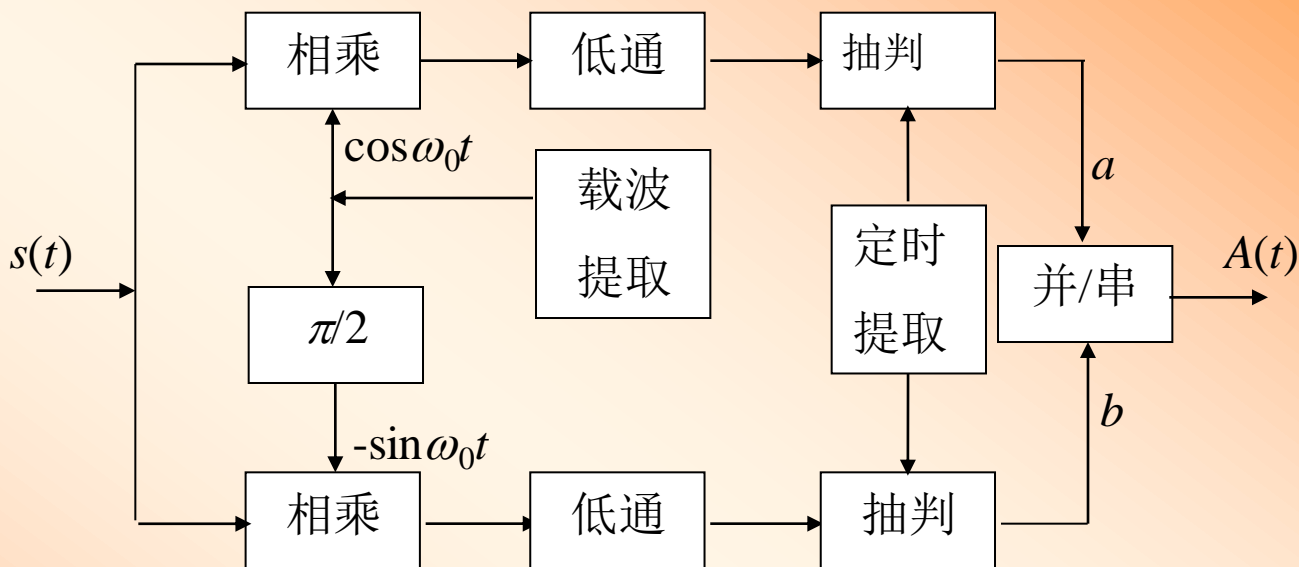 相乘
低通
抽判
cosω₀t
载波
提取
a
s(t)
定时
提取
并/串
A(t)
π/2
b
-sinω₀t
相乘
低通
抽判